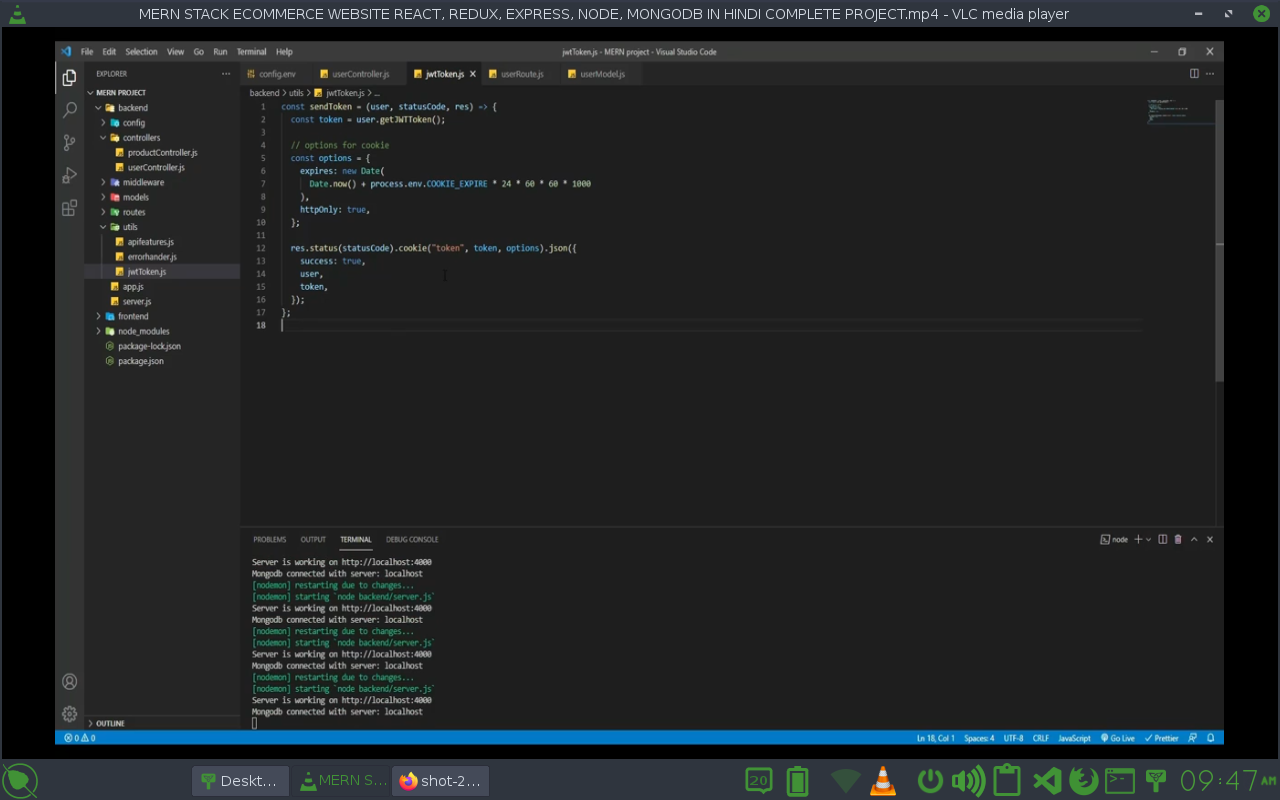 MERN STACK ECOMMERCE WEBSITE REACT, REDUX, EXPRESS, NODE, MONGODB IN HINDI COMPLETE PROJECT.mp4 - VLC media player
File Edit Selection View Go Run Terminal Help
jwtToken.js - MERN project - Visual Studio Code
EXPLORER
MERN PROJECT
backend
config
controllers
productController.js
userController.js
middleware
models
routes
utils
apifeatures.js
errorhander.js
jwtToken.js
app.js
server.js
frontend
node_modules
package-lock.json
package.json
OUTLINE
config.env userController.js jwtToken.js userRoute.js userModel.js
backend > utils > jwtToken.js > ...
1 const sendToken = (user, statusCode, res) => {
2 const token = user.getJWTToken();
3
4 // options for cookie
5 const options = {
6 expires: new Date(
7 Date.now() + process.env.COOKIE_EXPIRE * 24 * 60 * 60 * 1000
8 ),
9 httpOnly: true,
10 };
11
12 res.status(statusCode).cookie("token", token, options).json({
13 success: true,
14 user,
15 token,
16 });
17 };
18
PROBLEMS OUTPUT TERMINAL DEBUG CONSOLE
node
Server is working on http://localhost:4000
Mongodb connected with server: localhost
[nodemon] restarting due to changes...
[nodemon] starting `node backend/server.js`
Server is working on http://localhost:4000
Mongodb connected with server: localhost
[nodemon] restarting due to changes...
[nodemon] starting `node backend/server.js`
Server is working on http://localhost:4000
Mongodb connected with server: localhost
[nodemon] restarting due to changes...
[nodemon] starting `node backend/server.js`
Server is working on http://localhost:4000
Mongodb connected with server: localhost
0 0
Ln 18, Col 1 Spaces: 4 UTF-8 CRLF JavaScript Go Live Prettier
Deskt... MERN S... shot-2...
20
09:47 AM